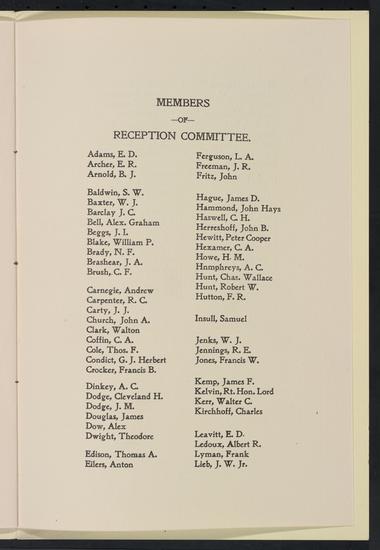 MEMBERS
—OF—
RECEPTION COMMITTEE.
Adams, E. D.
Archer, E. R.
Arnold, B. J.
Baldwin, S. W.
Baxter, W. J.
Barclay J. C.
Bell, Alex. Graham
Beggs, J. I.
Blake, William P.
Brady, N. F.
Brashear, J. A.
Brush, C. F.
Carnegie, Andrew
Carpenter, R. C.
Carty, J. J.
Church, John A.
Clark, Walton
Coffin, C. A.
Cole, Thos. F.
Condict, G. J. Herbert
Crocker, Francis B.
Dinkey, A. C.
Dodge, Cleveland H.
Dodge, J. M.
Douglas, James
Dow, Alex
Dwight, Theodore
Edison, Thomas A.
Eilers, Anton
Ferguson, L. A.
Freeman, J. R.
Fritz, John
Hague, James D.
Hammond, John Hays
Haswell, C. H.
Herreshoff, John B.
Hewitt, Peter Cooper
Hexamer, C. A.
Howe, H. M.
Hnmphreys, A. C.
Hunt, Chas. Wallace
Hunt, Robert W.
Hutton, F. R.
Insull, Samuel
Jenks, W. J.
Jennings, R. E.
Jones, Francis W.
Kemp, James F.
Kelvin, Rt. Hon. Lord
Kerr, Walter C.
Kirchhoff, Charles
Leavitt, E. D.
Ledoux, Albert R.
Lyman, Frank
Lieb, J. W. Jr.